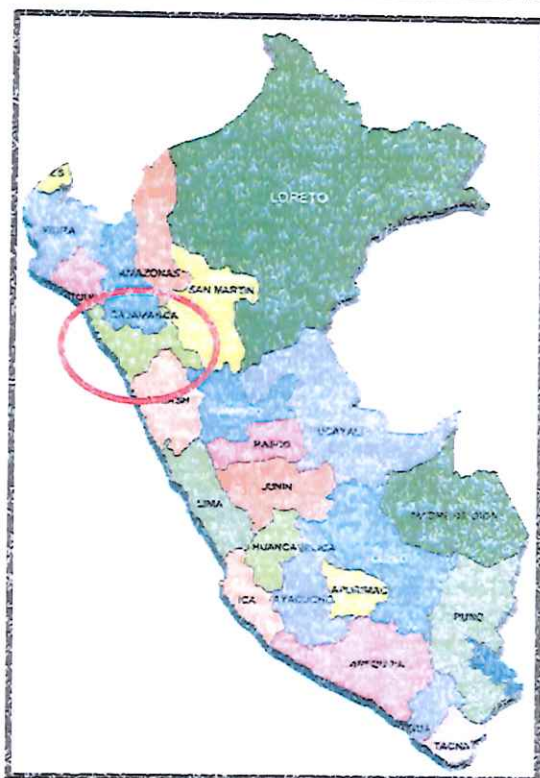 LORETO
PIURA
AMAZONAS
SAN MARTIN
CAJAMARCA
UCAYALI
PASCO
JUNIN
LIMA
HUANCAVELICA
ICA
AYACUCHO
APURIMAC
PUNO
AREQUIPA
TACNA